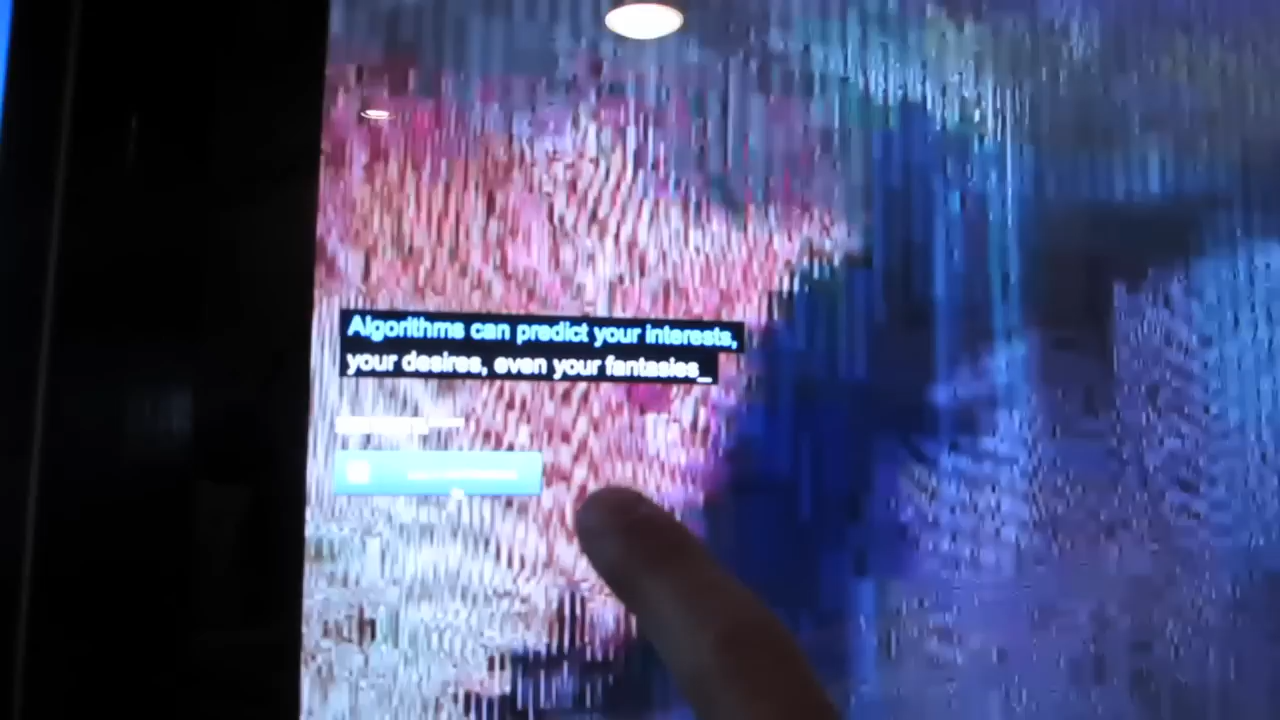 Algorithms can predict your interests,
your desires, even your fantasies_